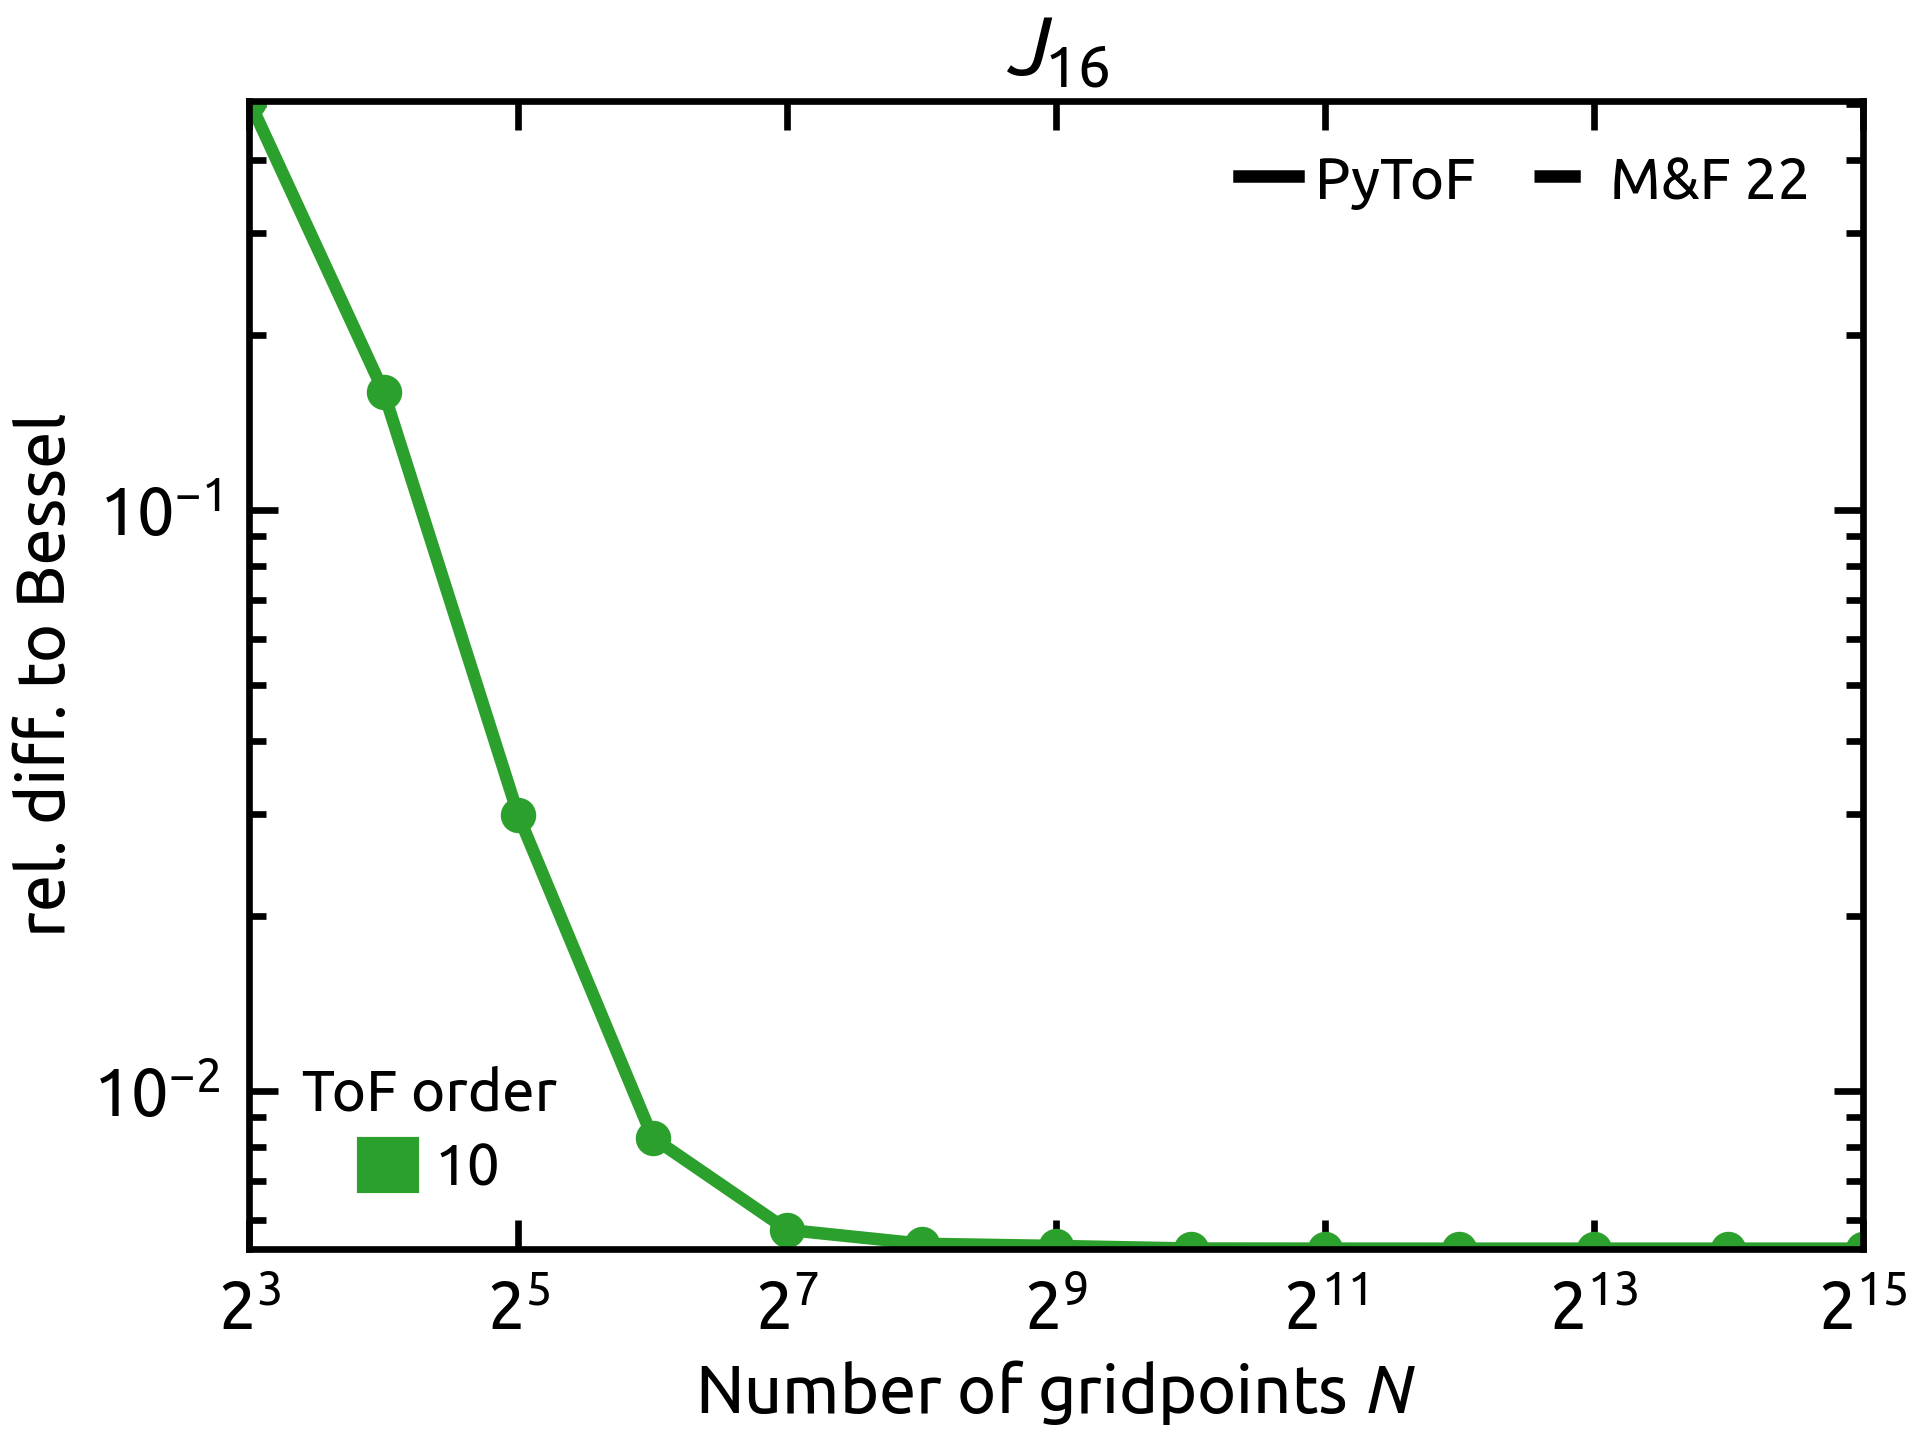 J₁₆
PyToF M&F 22
rel. diff. to Bessel
10⁻¹
10⁻²
ToF order
10
2³ 2⁵ 2⁷ 2⁹ 2¹¹ 2¹³ 2¹⁵
Number of gridpoints N